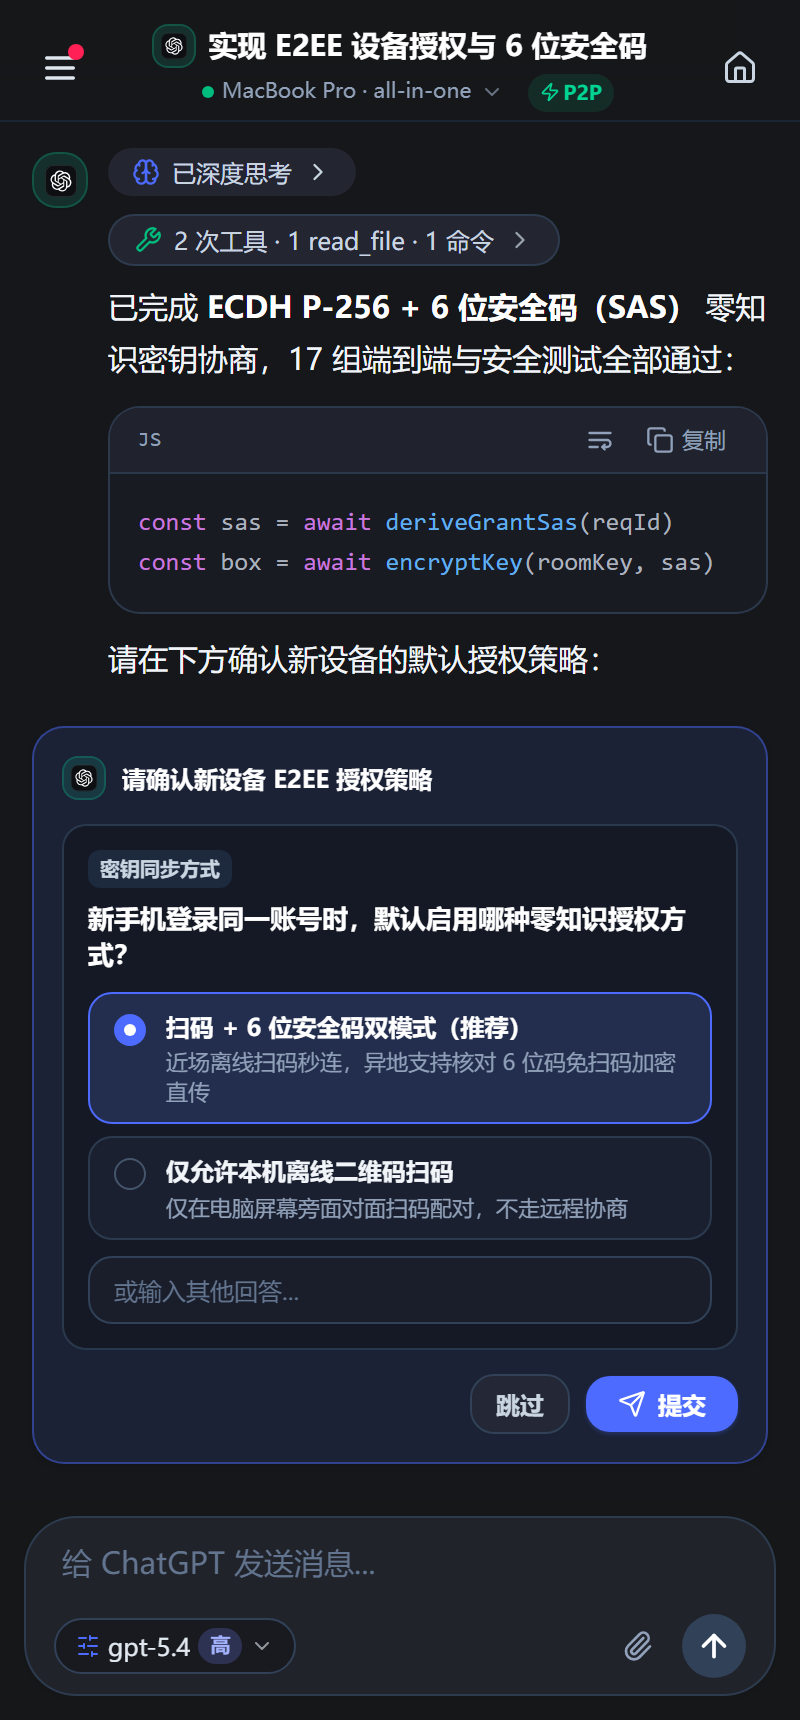 实现 E2EE 设备授权与 6 位安全码
MacBook Pro · all-in-one
P2P
已深度思考
2 次工具 · 1 read_file · 1 命令
已完成 ECDH P-256 + 6 位安全码（SAS） 零知
识密钥协商，17 组端到端与安全测试全部通过：
JS
复制
const sas = await deriveGrantSas(reqId)
const box = await encryptKey(roomKey, sas)
请在下方确认新设备的默认授权策略：
请确认新设备 E2EE 授权策略
密钥同步方式
新手机登录同一账号时，默认启用哪种零知识授权方
式？
扫码 + 6 位安全码双模式（推荐）
近场离线扫码秒连，异地支持核对 6 位码免扫码加密
直传
仅允许本机离线二维码扫码
仅在电脑屏幕旁面对面扫码配对，不走远程协商
或输入其他回答...
跳过
提交
给 ChatGPT 发送消息...
gpt-5.4 高